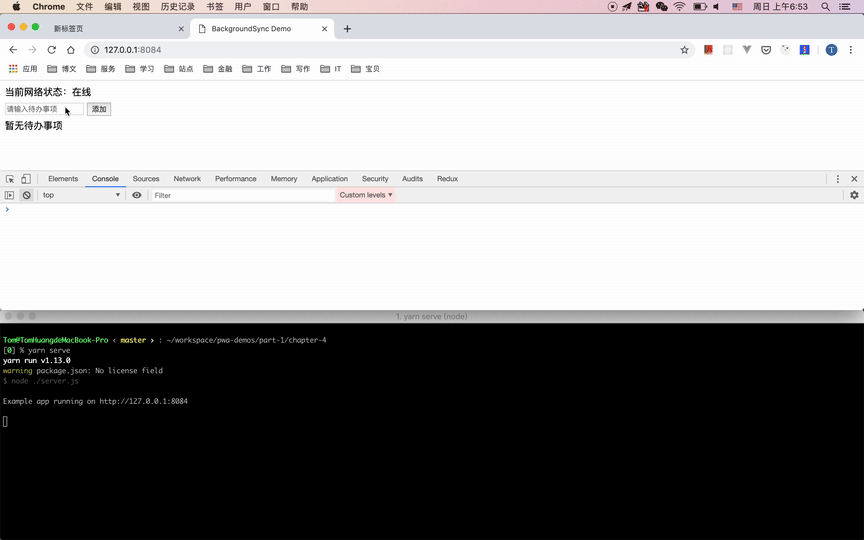 Chrome 文件 编辑 视图 历史记录 书签 用户 窗口 帮助 周日 上午6:53
新标签页 BackgroundSync Demo
127.0.0.1:8084
应用 博文 服务 学习 站点 金融 工作 写作 IT 宝贝
当前网络状态：在线
请输入待办事项 添加
暂无待办事项
Elements Console Sources Network Performance Memory Application Security Audits Redux
top Filter Custom levels
1. yarn serve (node)
Tom@TomHuangdeMacBook-Pro ‹ master › : ~/workspace/pwa-demos/part-1/chapter-4
[0] % yarn serve
yarn run v1.13.0
warning package.json: No license field
$ node ./server.js
Example app running on http://127.0.0.1:8084